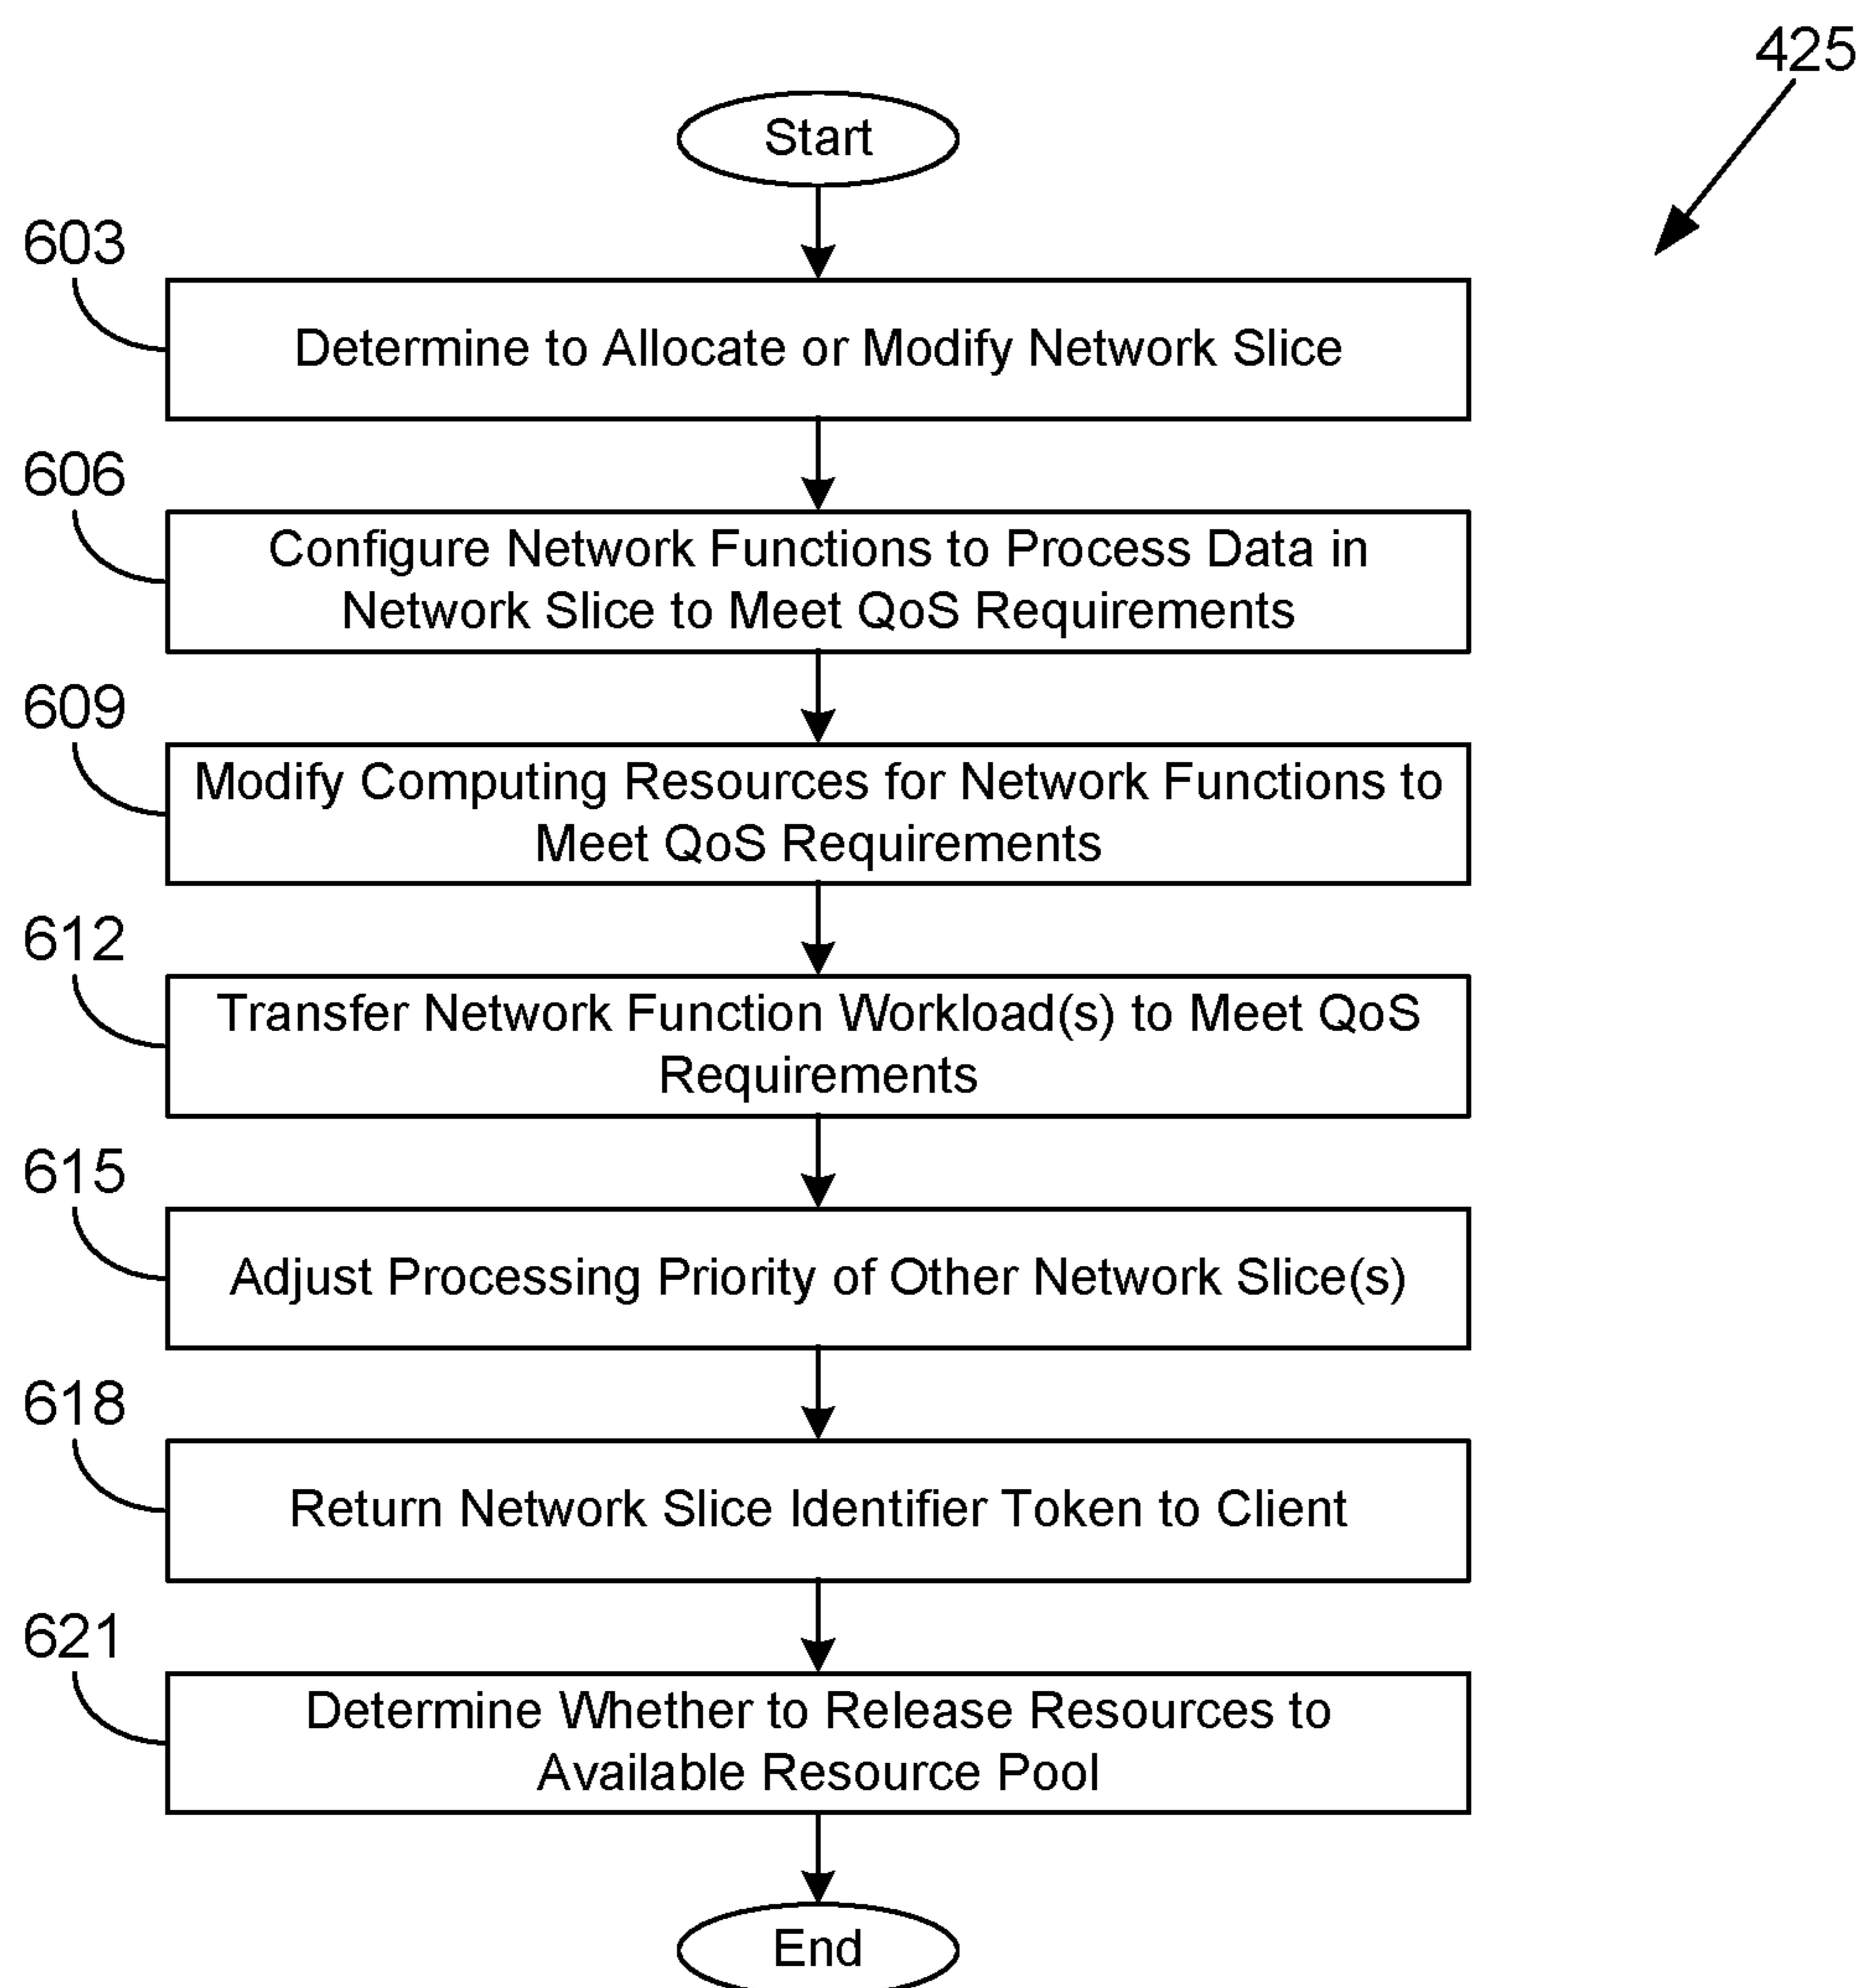 425
Start
603
Determine to Allocate or Modify Network Slice
606
Configure Network Functions to Process Data in
Network Slice to Meet QoS Requirements
609
Modify Computing Resources for Network Functions to
Meet QoS Requirements
612
Transfer Network Function Workload(s) to Meet QoS
Requirements
615
Adjust Processing Priority of Other Network Slice(s)
618
Return Network Slice Identifier Token to Client
621
Determine Whether to Release Resources to
Available Resource Pool
End